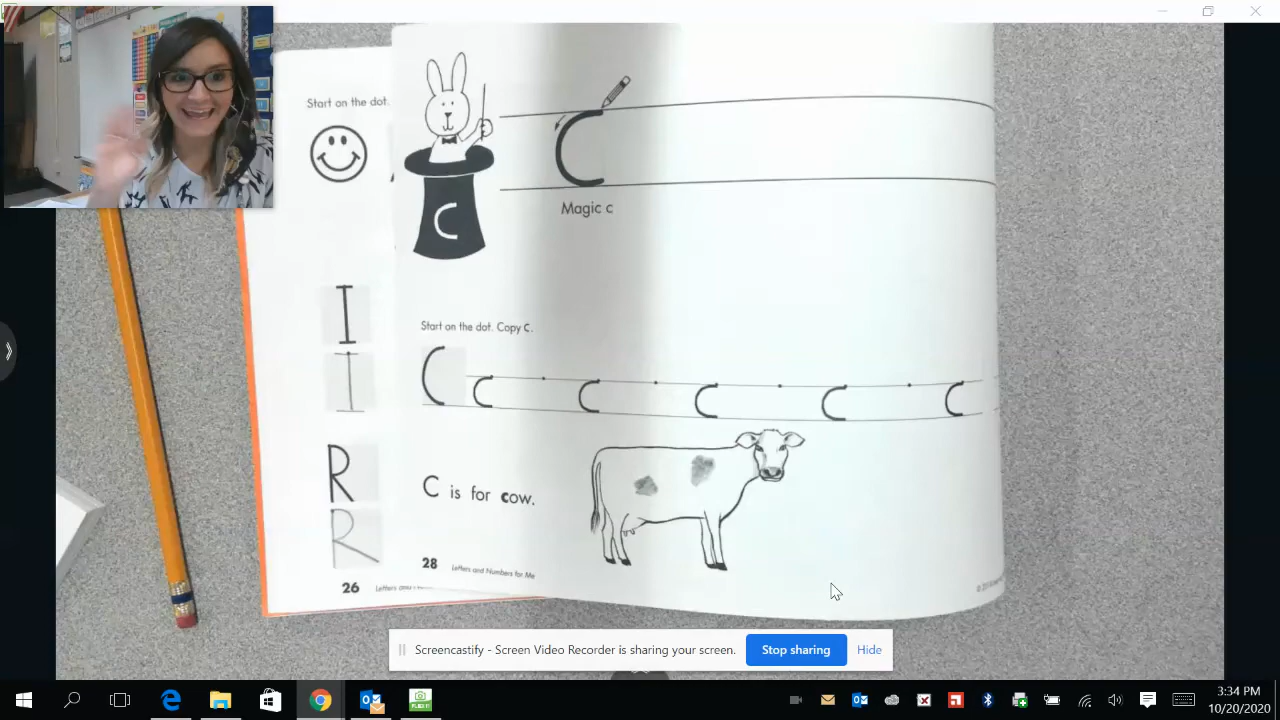 Start on the dot.
C
C
Magic c
I
I
Start on the dot. Copy C.
C c c c c c
R
R
C is for cow.
28 Letters and Numbers for Me
26
Screencastify - Screen Video Recorder is sharing your screen.
Stop sharing
Hide
3:34 PM
10/20/2020